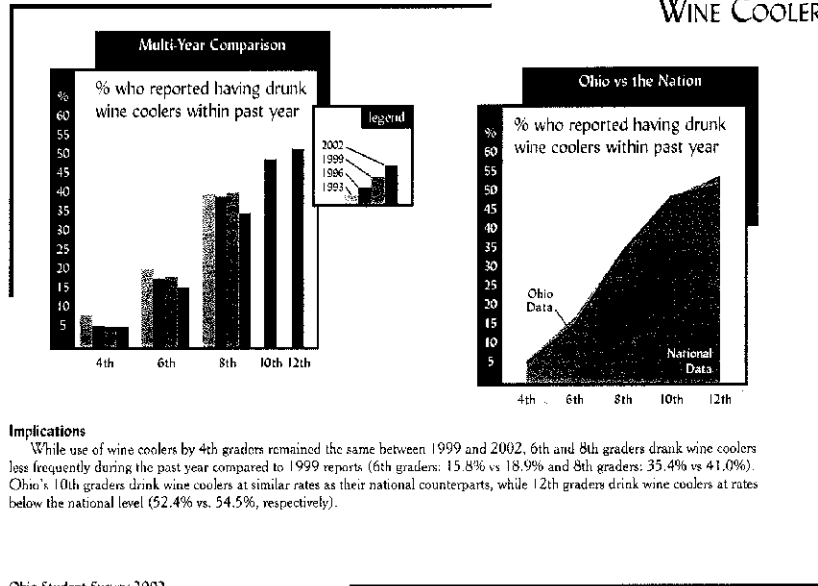 WINE COOLER
Multi-Year Comparison
% who reported having drunk
wine coolers within past year
%
60
55
50
45
40
35
30
25
20
15
10
5
4th 6th 8th 10th 12th
legend
2002
1999
1996
1993
Ohio vs the Nation
% who reported having drunk
wine coolers within past year
%
60
55
50
45
40
35
30
25
20
15
10
5
Ohio
Data
National
Data
4th 6th 8th 10th 12th
Implications
While use of wine coolers by 4th graders remained the same between 1999 and 2002, 6th and 8th graders drank wine coolers
less frequently during the past year compared to 1999 reports (6th graders: 15.8% vs 18.9% and 8th graders: 35.4% vs 41.0%).
Ohio's 10th graders drink wine coolers at similar rates as their national counterparts, while 12th graders drink wine coolers at rates
below the national level (52.4% vs. 54.5%, respectively).
Ohio Student Survey 2002